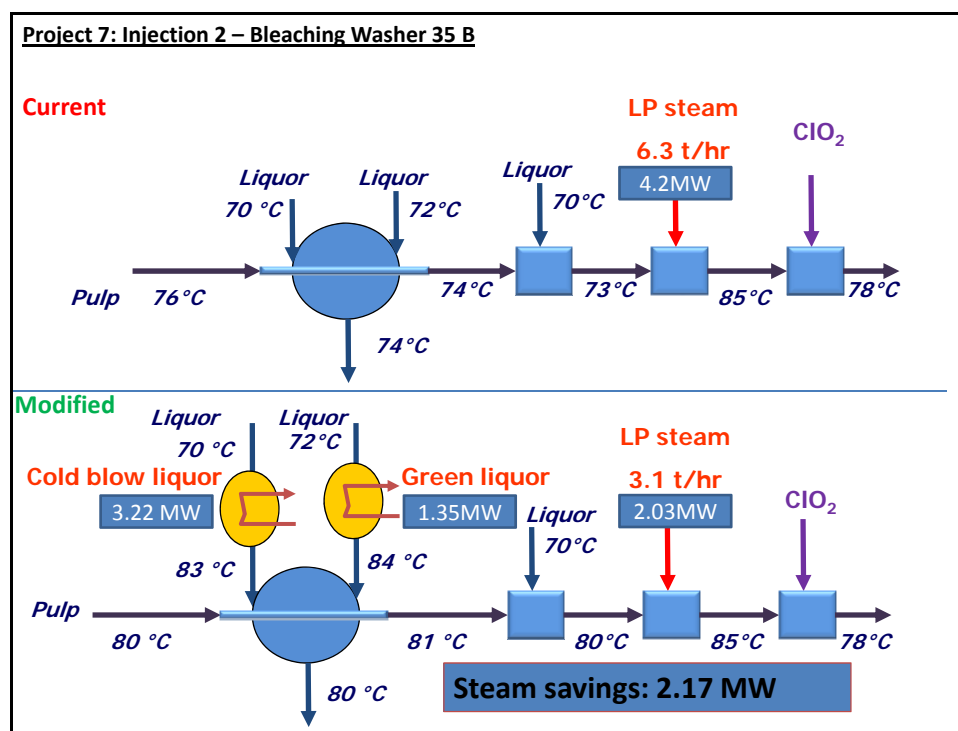 Project 7: Injection 2 – Bleaching Washer 35 B
Current
LP steam
6.3 t/hr
4.2MW
ClO2
Liquor
70 °C
Liquor
72°C
Liquor
70°C
Pulp
76°C
74°C
73°C
85°C
78°C
74°C
Modified
Liquor
70 °C
Liquor
72°C
LP steam
3.1 t/hr
2.03MW
ClO2
Cold blow liquor
3.22 MW
Green liquor
1.35MW
Liquor
70°C
83 °C
84 °C
Pulp
80 °C
81 °C
80°C
85°C
78°C
80 °C
Steam savings: 2.17 MW